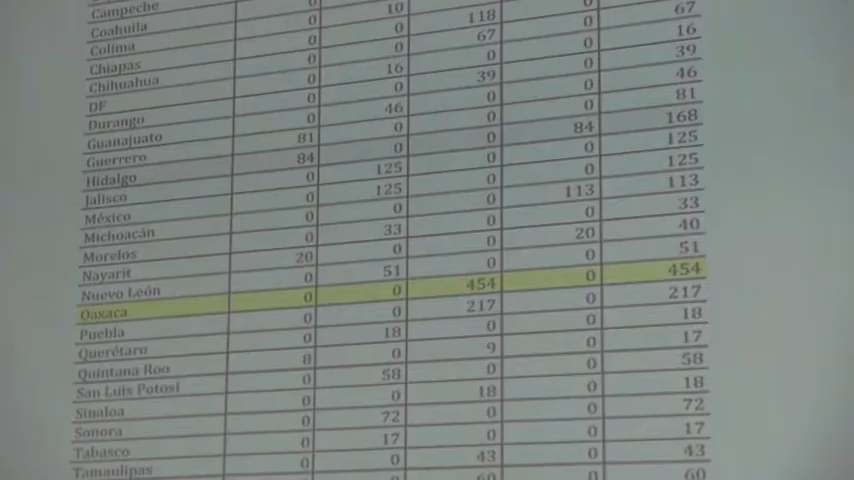 Campeche
Coahuila 0
Colima 0 10
Chiapas 0 0 118 0
Chihuahua 0 0 67 0 67
DF 0 16 0 0 16
Durango 0 0 39 0 39
Guanajuato 0 46 0 0 46
Guerrero 81 0 0 0 81
Hidalgo 84 0 0 84 168
Jalisco 0 125 0 0 125
México 0 125 0 0 125
Michoacán 0 0 0 113 113
Morelos 0 33 0 0 33
Nayarit 20 0 0 20 40
Nuevo León 0 51 0 0 51
Oaxaca 0 0 454 0 454
Puebla 0 0 217 0 217
Querétaro 0 18 0 0 18
Quintana Roo 8 0 9 0 17
San Luis Potosí 0 58 0 0 58
Sinaloa 0 0 18 0 18
Sonora 0 72 0 0 72
Tabasco 0 17 0 0 17
Tamaulipas 0 0 43 0 43
0 60 0 60